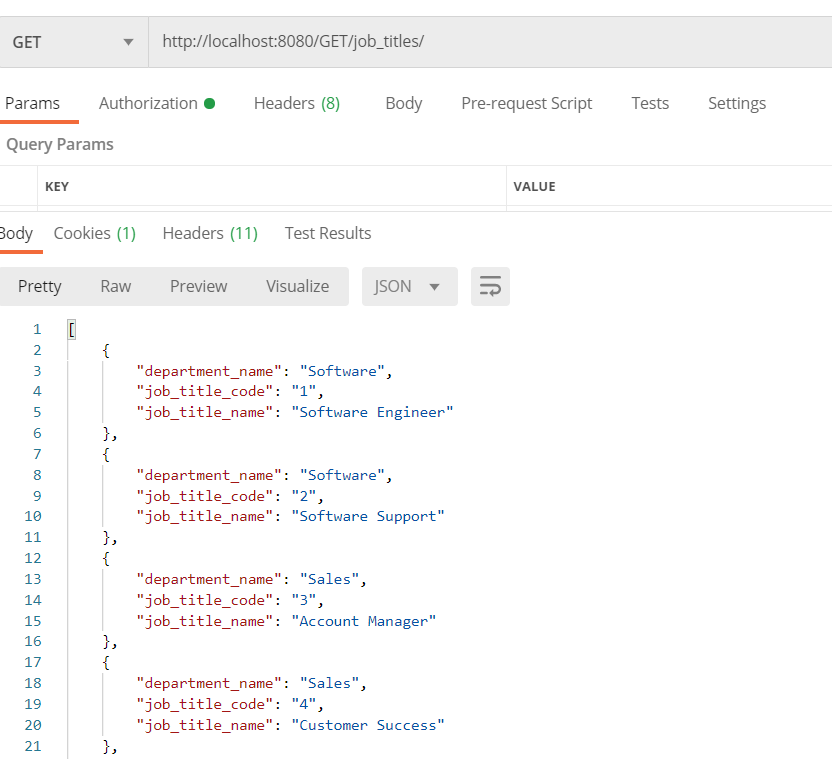 GET http://localhost:8080/GET/job_titles/
Params Authorization Headers (8) Body Pre-request Script Tests Settings
Query Params
KEY VALUE
Body Cookies (1) Headers (11) Test Results
Pretty Raw Preview Visualize JSON
1 [
2 {
3 "department_name": "Software",
4 "job_title_code": "1",
5 "job_title_name": "Software Engineer"
6 },
7 {
8 "department_name": "Software",
9 "job_title_code": "2",
10 "job_title_name": "Software Support"
11 },
12 {
13 "department_name": "Sales",
14 "job_title_code": "3",
15 "job_title_name": "Account Manager"
16 },
17 {
18 "department_name": "Sales",
19 "job_title_code": "4",
20 "job_title_name": "Customer Success"
21 },